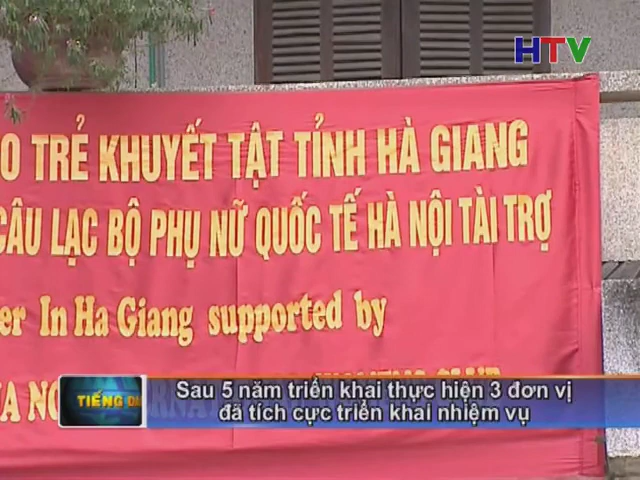 HTV
O TRẺ KHUYẾT TẬT TỈNH HÀ GIANG
CÂU LẠC BỘ PHỤ NỮ QUỐC TẾ HÀ NỘI TÀI TRỢ
er In Ha Giang supported by
TIẾNG
Sau 5 năm triển khai thực hiện 3 đơn vị
đã tích cực triển khai nhiệm vụ